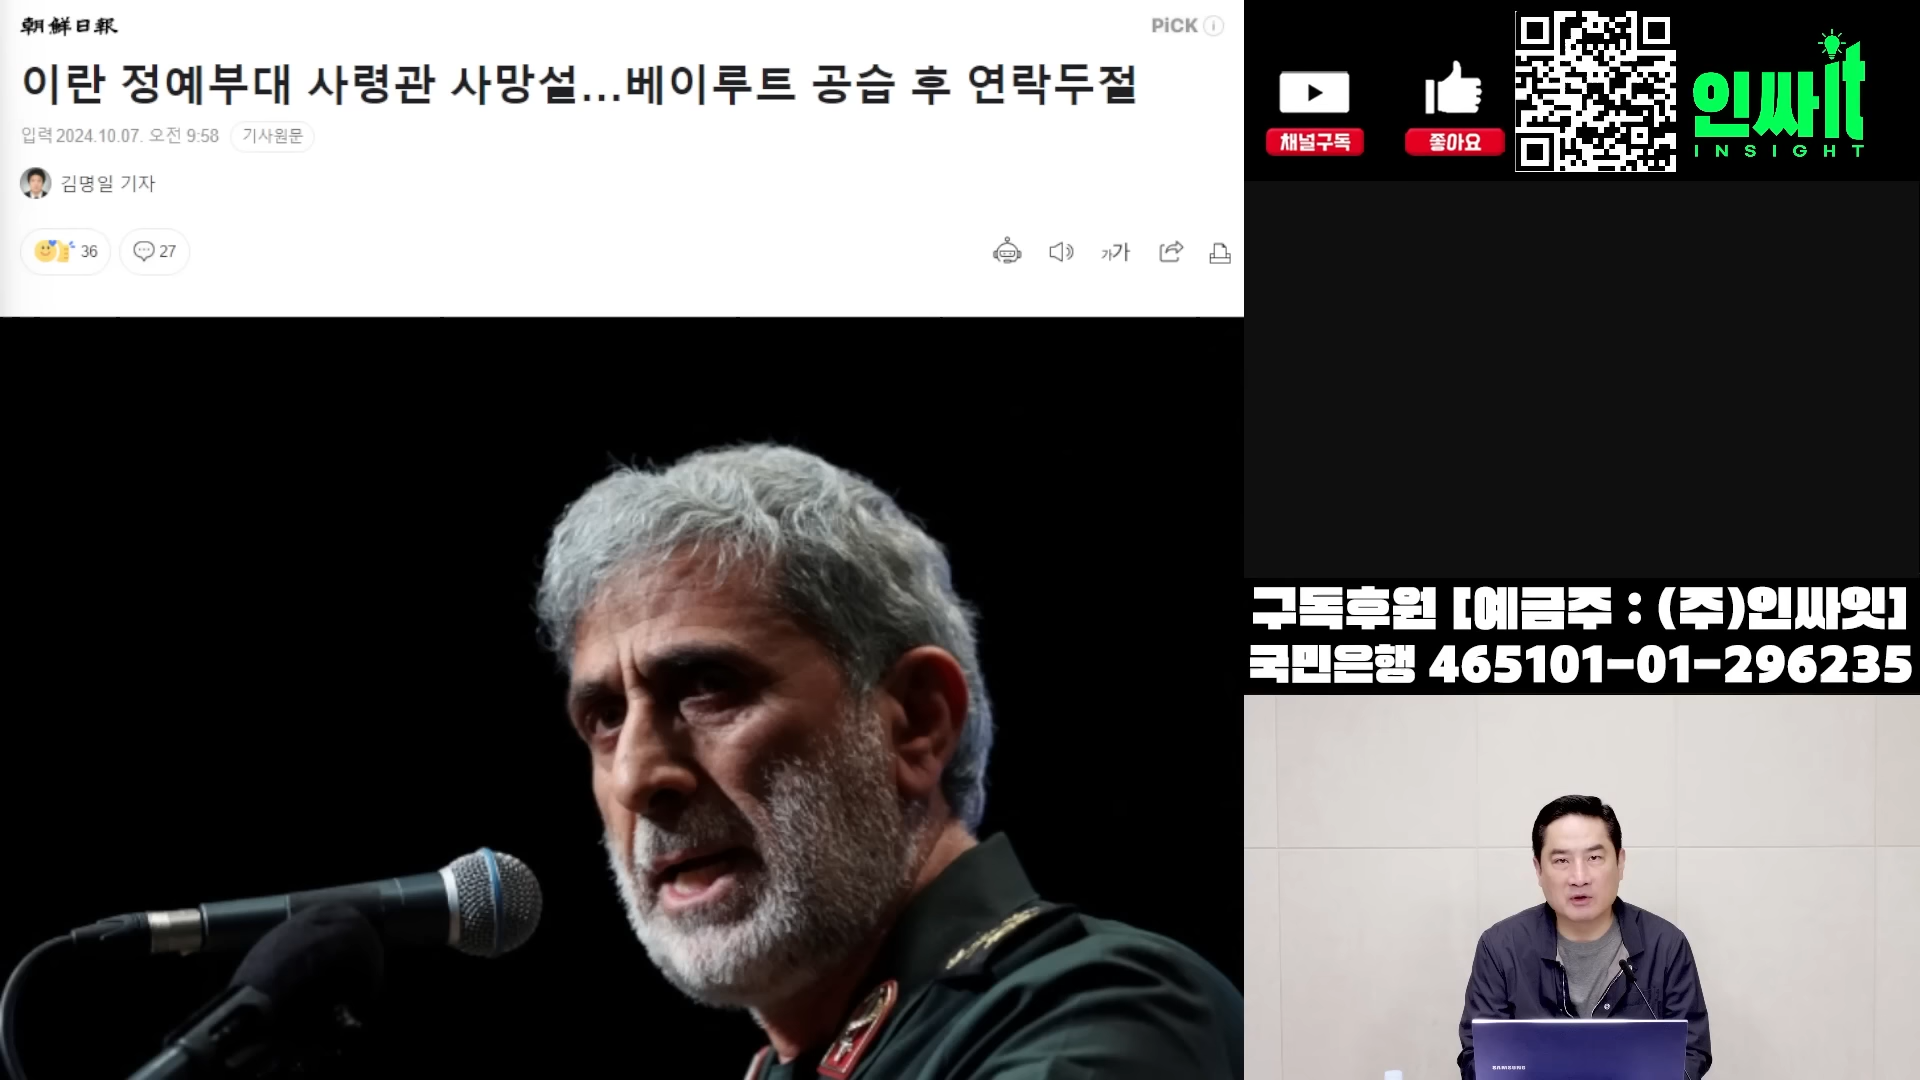 朝鮮日報
PiCK
이란 정예부대 사령관 사망설...베이루트 공습 후 연락두절
입력 2024.10.07. 오전 9:58 기사원문
김명일 기자
36 27
가가
채널구독
좋아요
인싸it
INSIGHT
구독후원 [예금주 : (주)인싸잇]
국민은행 465101-01-296235
SAMSUNG